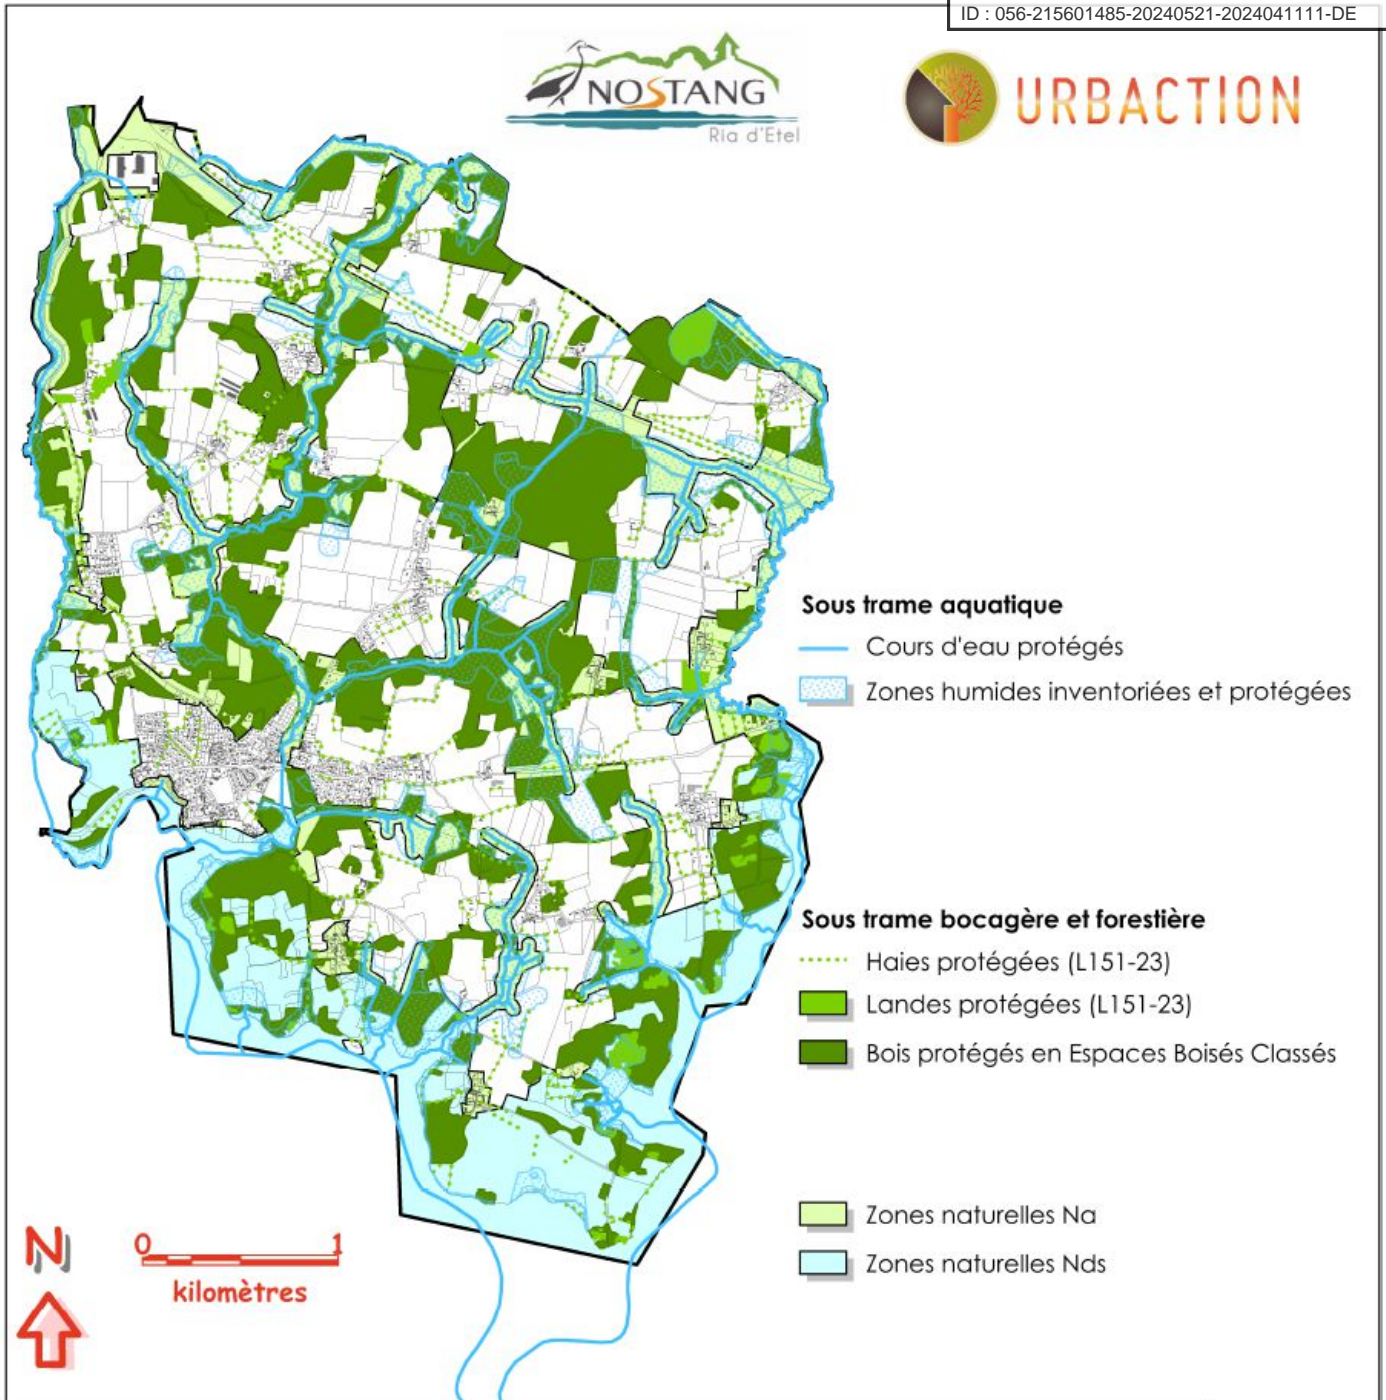 ID : 056-215601485-20240521-2024041111-DE
NOSTANG
Ria d'Etel
URBACTION
Sous trame aquatique
Cours d'eau protégés
Zones humides inventoriées et protégées
Sous trame bocagère et forestière
Haies protégées (L151-23)
Landes protégées (L151-23)
Bois protégés en Espaces Boisés Classés
Zones naturelles Na
Zones naturelles Nds
N
0 1
kilomètres